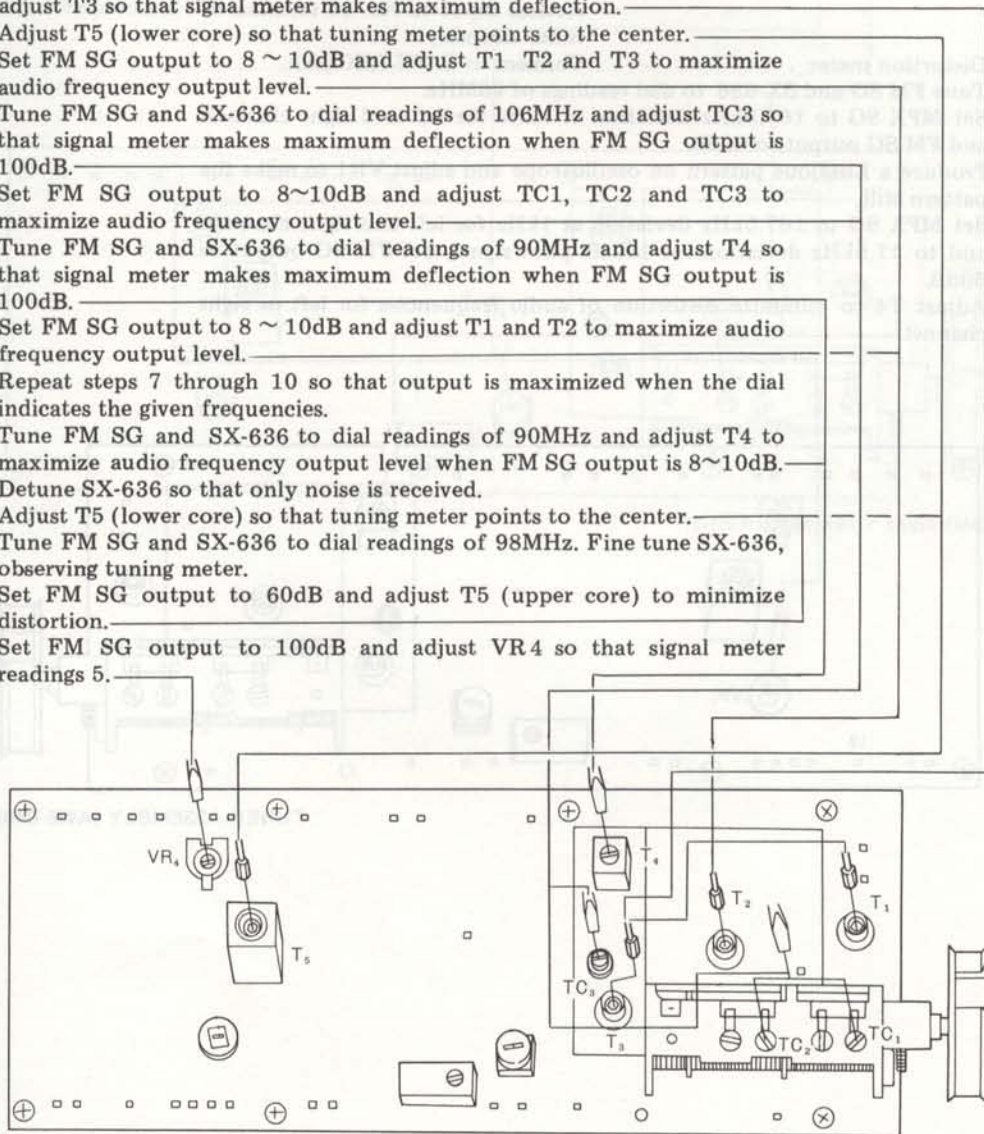 adjust T3 so that signal meter makes maximum deflection.
Adjust T5 (lower core) so that tuning meter points to the center.
Set FM SG output to 8 ~ 10dB and adjust T1 T2 and T3 to maximize
audio frequency output level.
Tune FM SG and SX-636 to dial readings of 106MHz and adjust TC3 so
that signal meter makes maximum deflection when FM SG output is
100dB.
Set FM SG output to 8~10dB and adjust TC1, TC2 and TC3 to
maximize audio frequency output level.
Tune FM SG and SX-636 to dial readings of 90MHz and adjust T4 so
that signal meter makes maximum deflection when FM SG output is
100dB.
Set FM SG output to 8 ~ 10dB and adjust T1 and T2 to maximize audio
frequency output level.
Repeat steps 7 through 10 so that output is maximized when the dial
indicates the given frequencies.
Tune FM SG and SX-636 to dial readings of 90MHz and adjust T4 to
maximize audio frequency output level when FM SG output is 8~10dB.
Detune SX-636 so that only noise is received.
Adjust T5 (lower core) so that tuning meter points to the center.
Tune FM SG and SX-636 to dial readings of 98MHz. Fine tune SX-636,
observing tuning meter.
Set FM SG output to 60dB and adjust T5 (upper core) to minimize
distortion.
Set FM SG output to 100dB and adjust VR4 so that signal meter
readings 5.
VR₄
T₄
T₂
T₁
T₅
TC₃
T₃
TC₂
TC₁